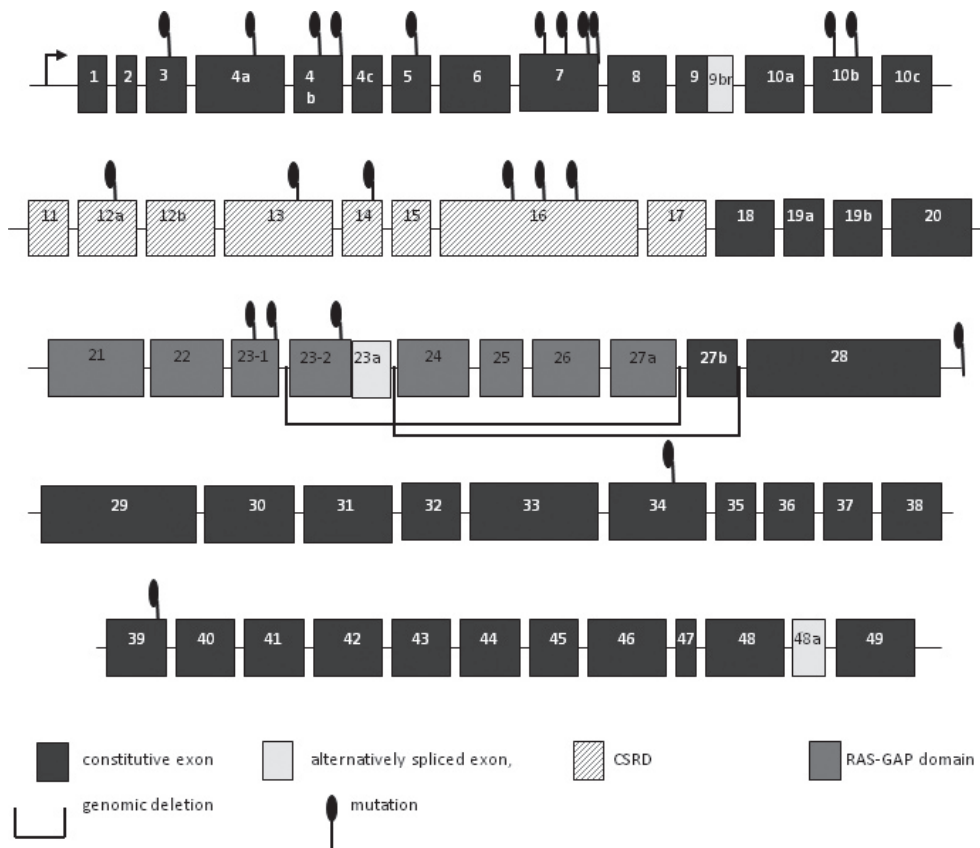 1 2 3 4a 4 b 4c 5 6 7 8 9 9br 10a 10b 10c
11 12a 12b 13 14 15 16 17 18 19a 19b 20
21 22 23-1 23-2 23a 24 25 26 27a 27b 28
29 30 31 32 33 34 35 36 37 38
39 40 41 42 43 44 45 46 47 48 48a 49
constitutive exon alternatively spliced exon, CSRD RAS-GAP domain
genomic deletion mutation